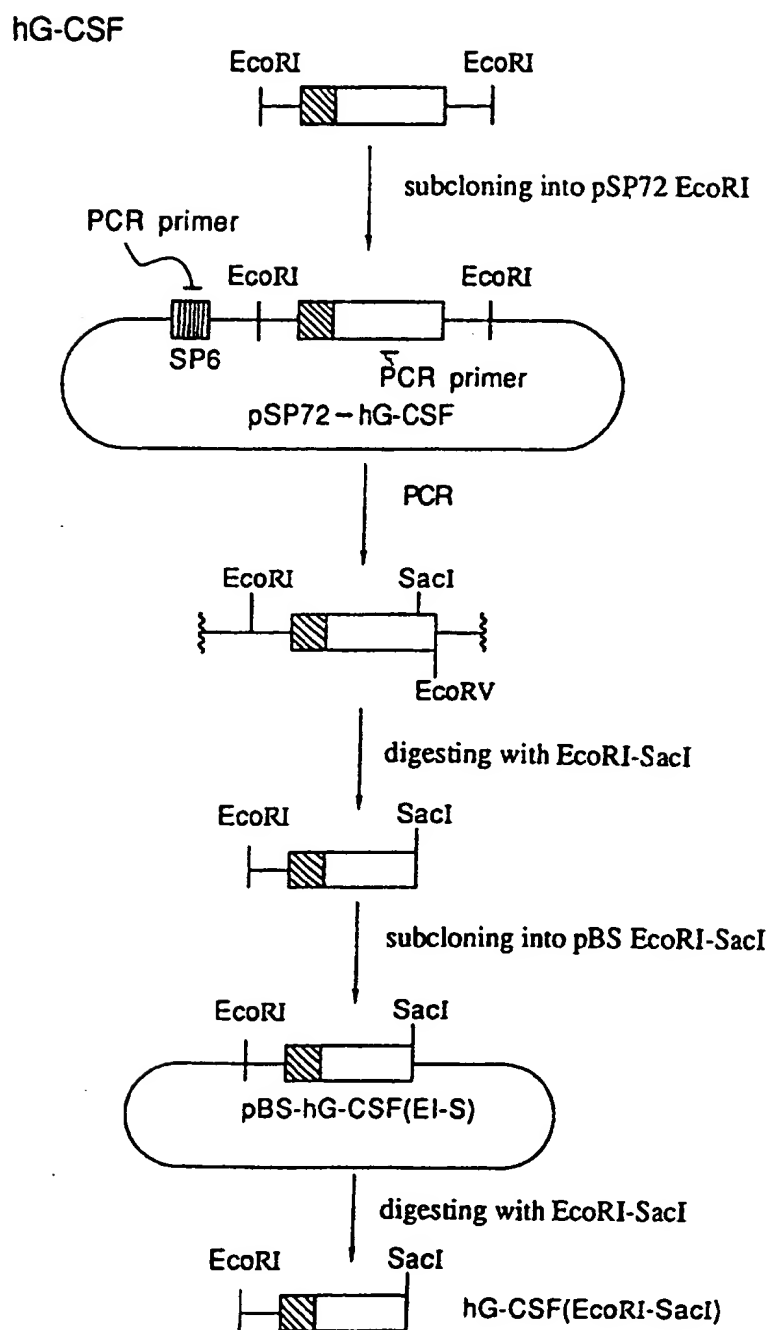 hG-CSF
EcoRI EcoRI
subcloning into pSP72 EcoRI
PCR primer
EcoRI EcoRI
SP6
PCR primer
pSP72-hG-CSF
PCR
EcoRI SacI
EcoRV
digesting with EcoRI-SacI
EcoRI SacI
subcloning into pBS EcoRI-SacI
EcoRI SacI
pBS-hG-CSF(EI-S)
digesting with EcoRI-SacI
EcoRI SacI
hG-CSF(EcoRI-SacI)